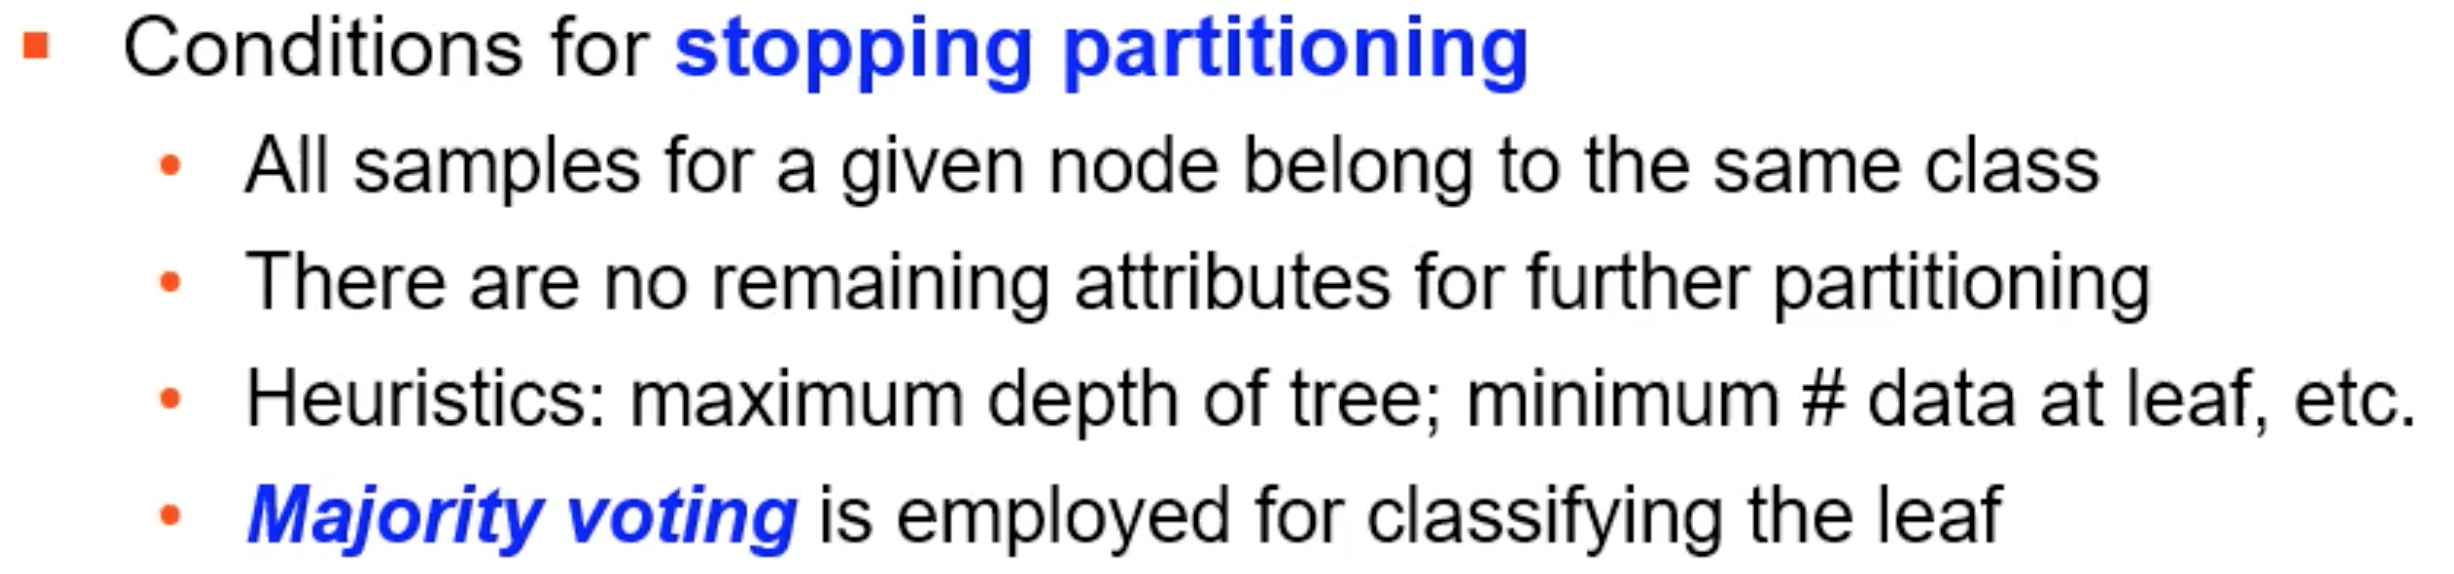 Conditions for stopping partitioning
All samples for a given node belong to the same class
There are no remaining attributes for further partitioning
Heuristics: maximum depth of tree; minimum # data at leaf, etc.
Majority voting is employed for classifying the leaf